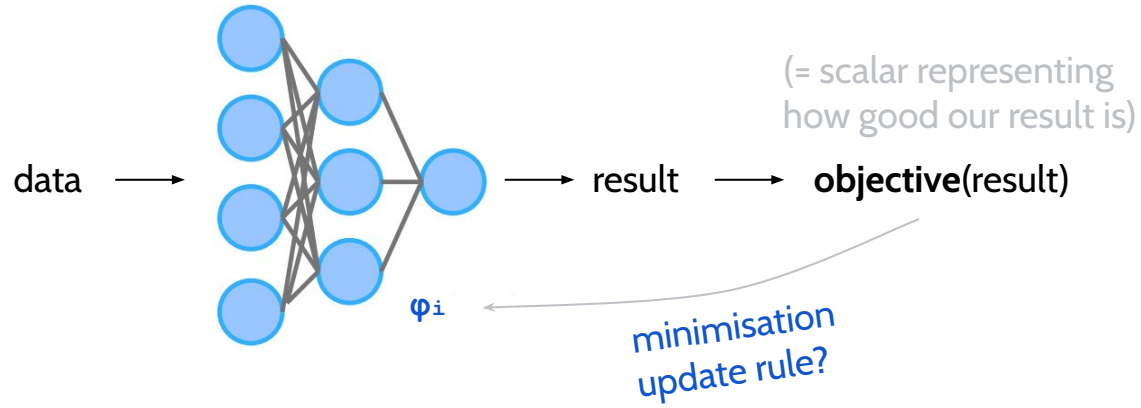 (= scalar representing
how good our result is)
data
result
objective(result)
φi
minimisation
update rule?